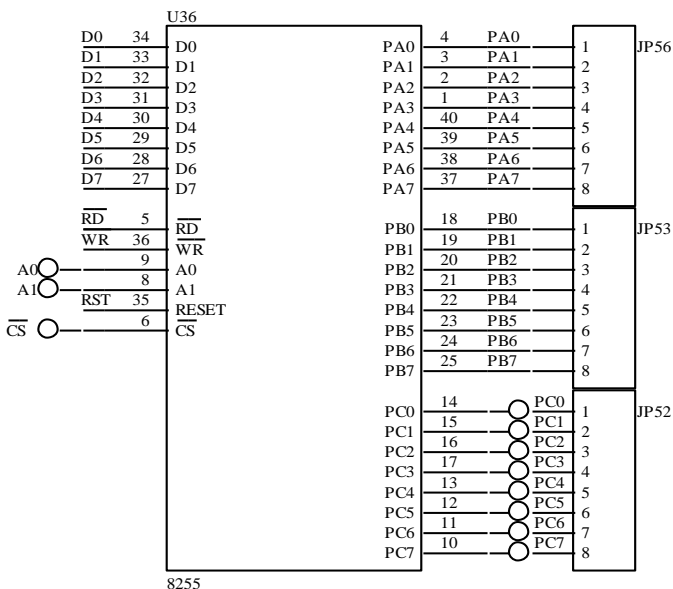 U36
D0 34 D0 PA0 4 PA0 1 JP56
D1 33 D1 PA1 3 PA1 2
D2 32 D2 PA2 2 PA2 3
D3 31 D3 PA3 1 PA3 4
D4 30 D4 PA4 40 PA4 5
D5 29 D5 PA5 39 PA5 6
D6 28 D6 PA6 38 PA6 7
D7 27 D7 PA7 37 PA7 8
RD 5 RD PB0 18 PB0 1 JP53
WR 36 WR PB1 19 PB1 2
A0 9 A0 PB2 20 PB2 3
A1 8 A1 PB3 21 PB3 4
RST 35 RESET PB4 22 PB4 5
CS 6 CS PB5 23 PB5 6
PB6 24 PB6 7
PB7 25 PB7 8
PC0 14 PC0 1 JP52
PC1 15 PC1 2
PC2 16 PC2 3
PC3 17 PC3 4
PC4 13 PC4 5
PC5 12 PC5 6
PC6 11 PC6 7
PC7 10 PC7 8
8255